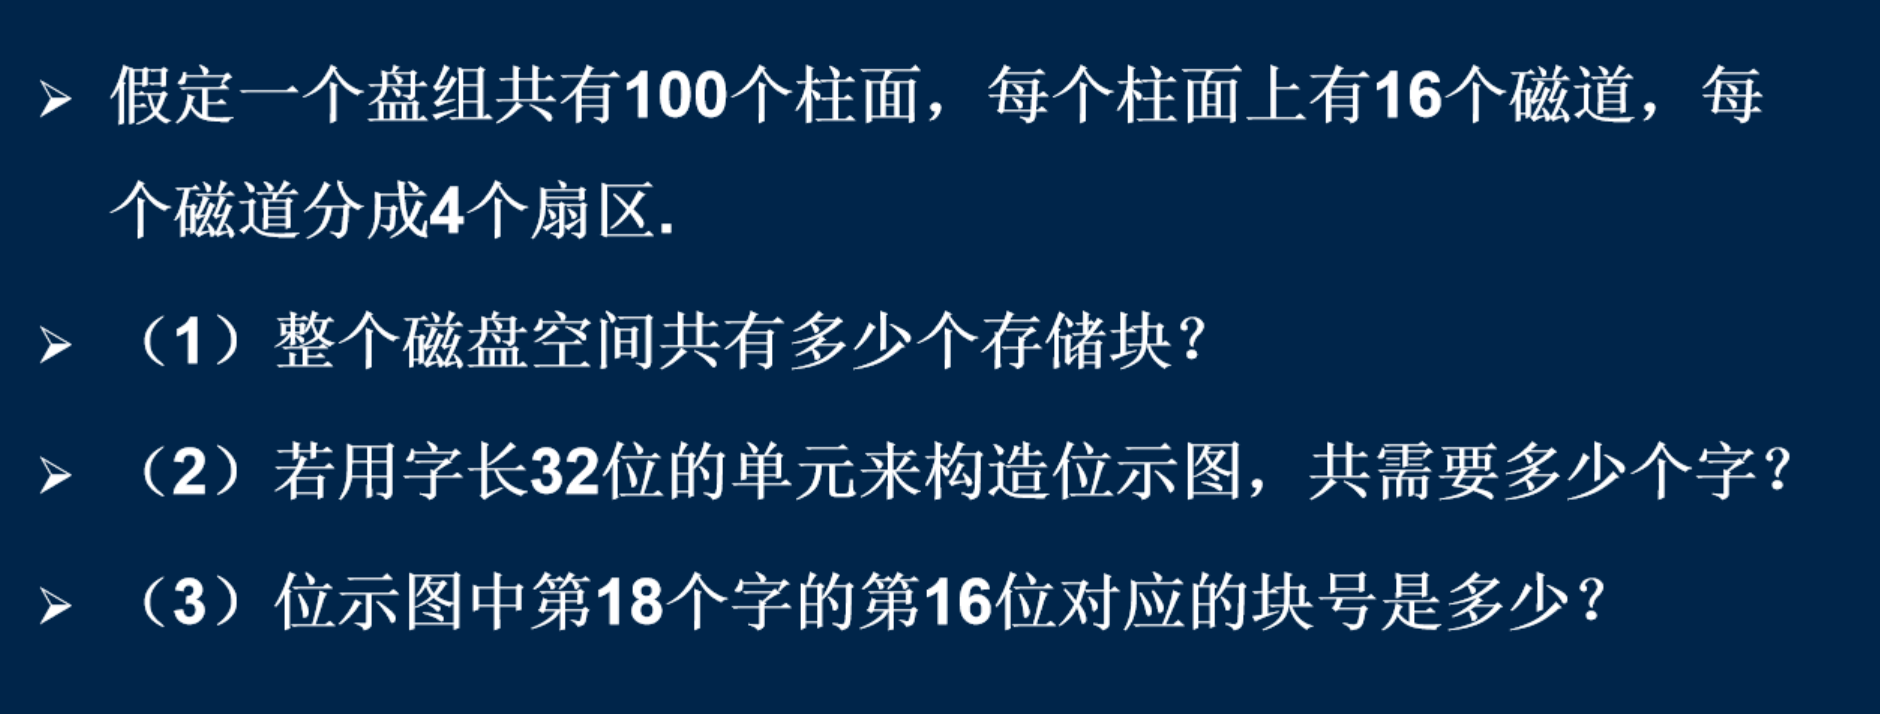 ➢ 假定一个盘组共有100个柱面，每个柱面上有16个磁道，每
个磁道分成4个扇区.
➢ （1）整个磁盘空间共有多少个存储块？
➢ （2）若用字长32位的单元来构造位示图，共需要多少个字？
➢ （3）位示图中第18个字的第16位对应的块号是多少？